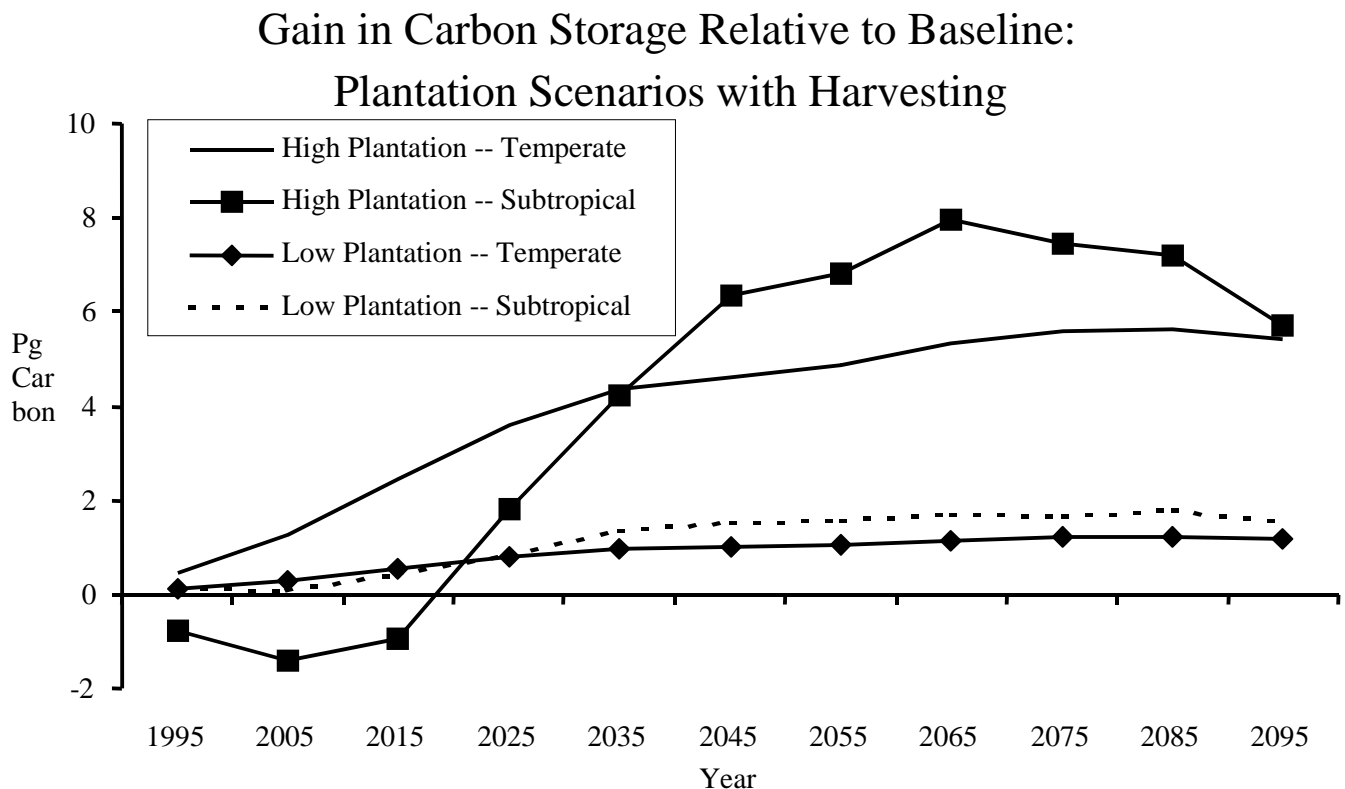 Gain in Carbon Storage Relative to Baseline:
Plantation Scenarios with Harvesting
High Plantation -- Temperate
High Plantation -- Subtropical
Low Plantation -- Temperate
Low Plantation -- Subtropical
Pg
Car
bon
10
8
6
4
2
0
-2
1995 2005 2015 2025 2035 2045 2055 2065 2075 2085 2095
Year